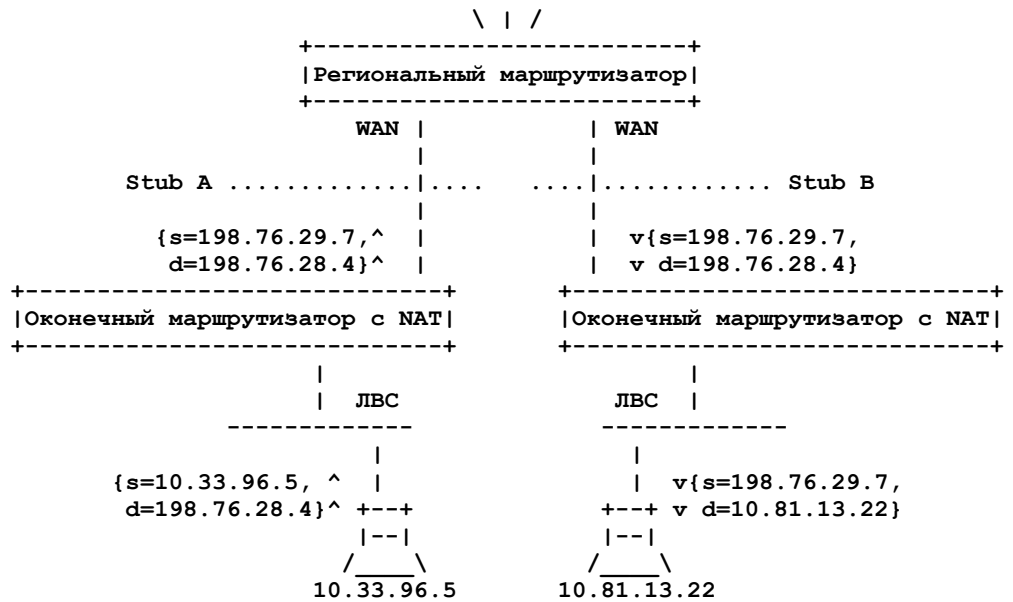 \ | /
+--------------------------+
|Региональный маршрутизатор|
+--------------------------+
WAN | | WAN
| |
Stub A .............|.... ....|............ Stub B
| |
{s=198.76.29.7,^ | | v{s=198.76.29.7,
d=198.76.28.4}^ | | v d=198.76.28.4}
+-----------------------------+ +-----------------------------+
|Оконечный маршрутизатор с NAT| |Оконечный маршрутизатор с NAT|
+-----------------------------+ +-----------------------------+
| |
| ЛВС ЛВС |
------------- -------------
| |
{s=10.33.96.5, ^ | | v{s=198.76.29.7,
d=198.76.28.4}^ +--+ +--+ v d=10.81.13.22}
|--| |--|
/____\ /____\
10.33.96.5 10.81.13.22